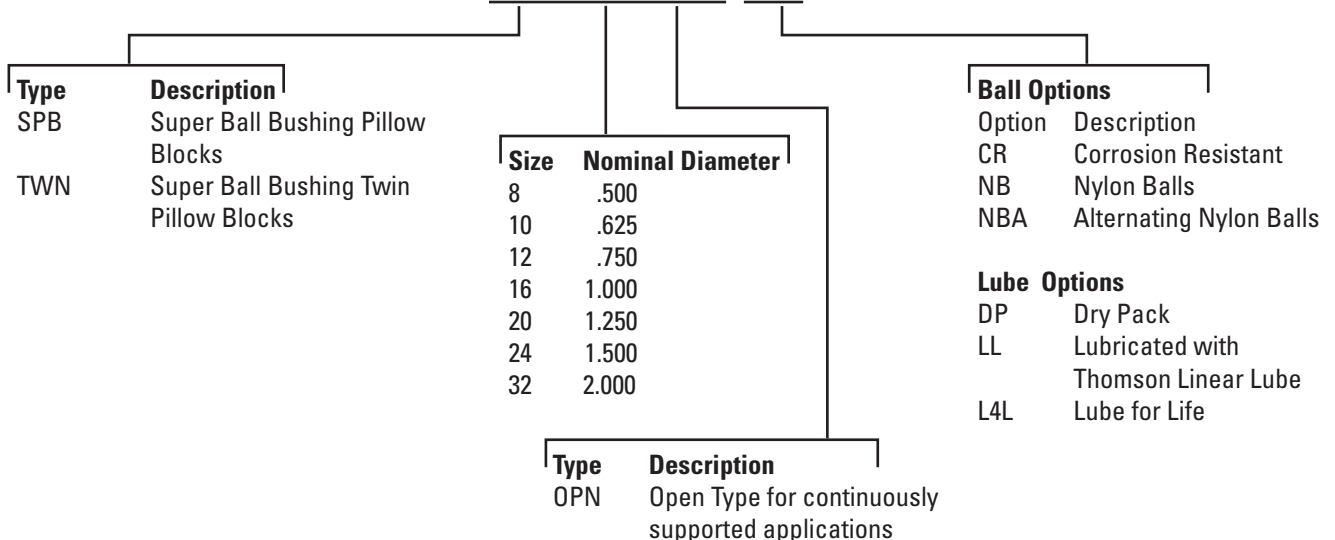 Type Description
SPB Super Ball Bushing Pillow
Blocks
TWN Super Ball Bushing Twin
Pillow Blocks
Size Nominal Diameter
8 .500
10 .625
12 .750
16 1.000
20 1.250
24 1.500
32 2.000
Type Description
OPN Open Type for continuously
supported applications
Ball Options
Option Description
CR Corrosion Resistant
NB Nylon Balls
NBA Alternating Nylon Balls
Lube Options
DP Dry Pack
LL Lubricated with
Thomson Linear Lube
L4L Lube for Life